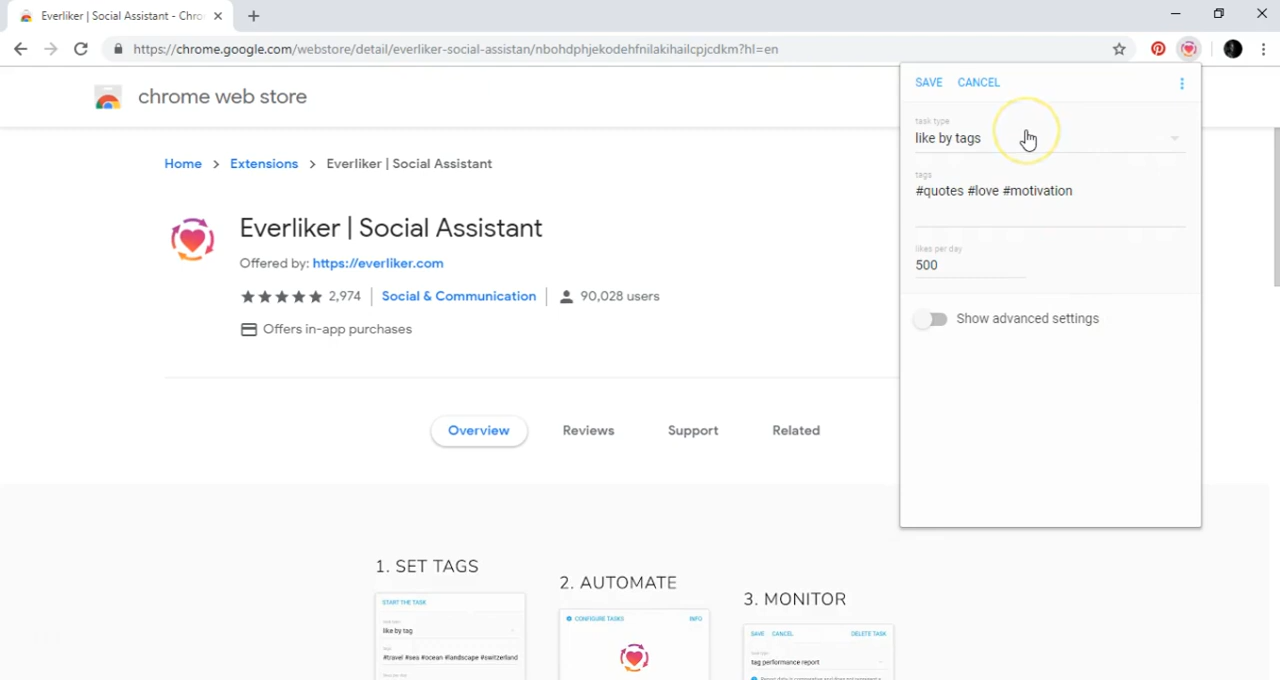 Everliker | Social Assistant - Chro
https://chrome.google.com/webstore/detail/everliker-social-assistan/nbohdphjekodehfnilakihailcpjcdkm?hl=en
chrome web store
SAVE CANCEL
task type
like by tags
tags
#quotes #love #motivation
likes per day
500
Show advanced settings
Home > Extensions > Everliker | Social Assistant
Everliker | Social Assistant
Offered by: https://everliker.com
2,974 | Social & Communication | 90,028 users
Offers in-app purchases
Overview Reviews Support Related
1. SET TAGS
START THE TASK
like by tag
#travel #sea #ocean #landscape #switzerland
2. AUTOMATE
CONFIGURE TASKS INFO
3. MONITOR
SAVE CANCEL DELETE TASK
tag performance report